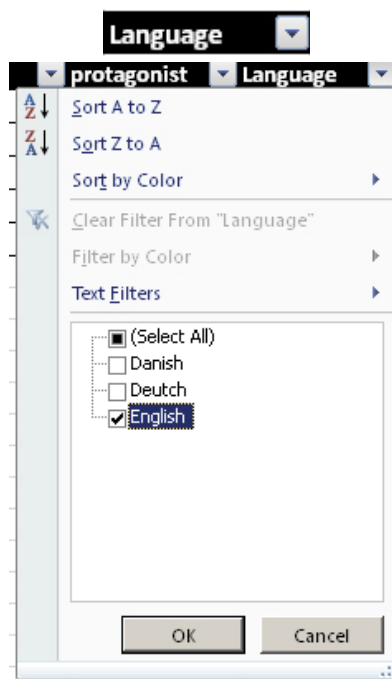 Language
protagonist Language
Sort A to Z
Sort Z to A
Sort by Color
Clear Filter From "Language"
Filter by Color
Text Filters
(Select All)
Danish
Deutch
English
OK Cancel